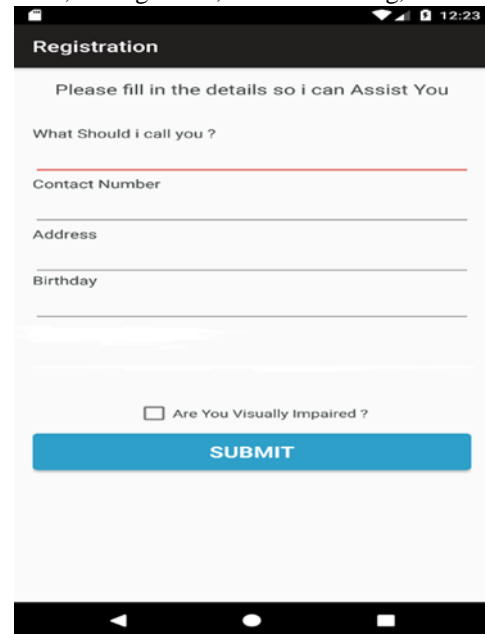 12:23
Registration
Please fill in the details so i can Assist You
What Should i call you ?
Contact Number
Address
Birthday
Are You Visually Impaired ?
SUBMIT